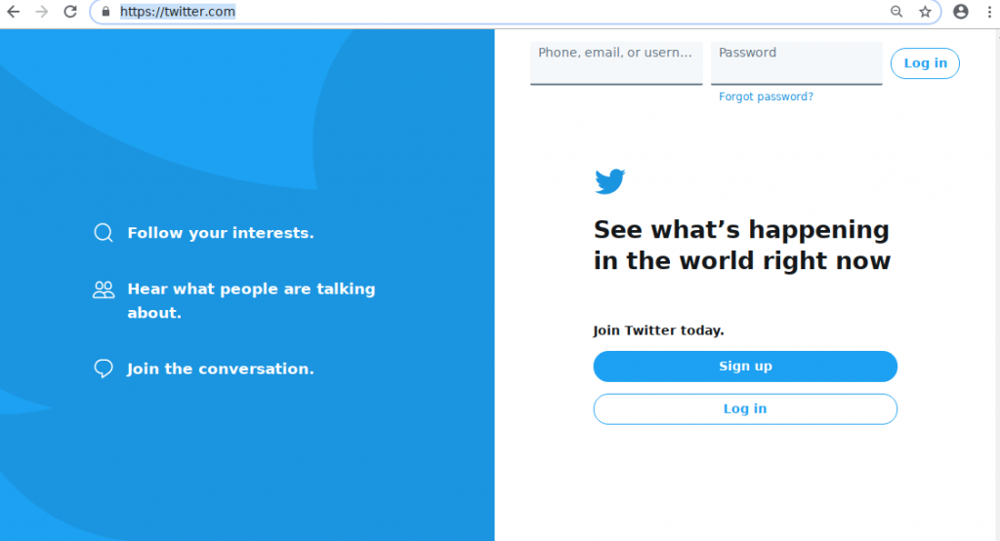 https://twitter.com
Phone, email, or usern...
Password
Log in
Forgot password?
Follow your interests.
Hear what people are talking
about.
Join the conversation.
See what’s happening
in the world right now
Join Twitter today.
Sign up
Log in